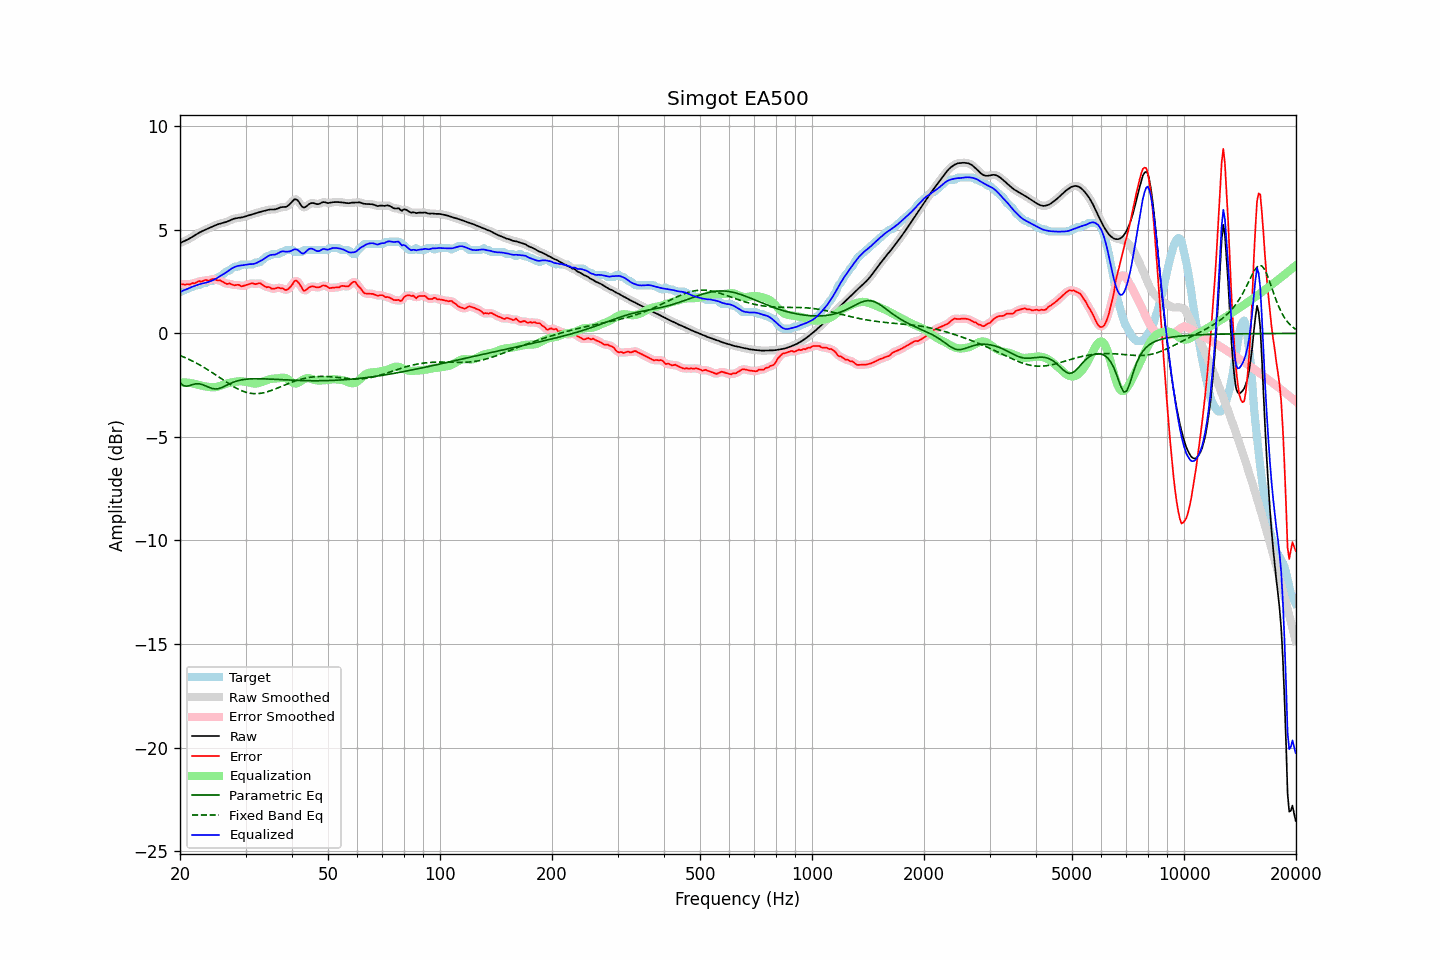 Simgot EA500
Amplitude (dBr)
10
5
0
−5
−10
−15
−20
−25
Target
Raw Smoothed
Error Smoothed
Raw
Error
Equalization
Parametric Eq
Fixed Band Eq
Equalized
20 50 100 200 500 1000 2000 5000 10000 20000
Frequency (Hz)